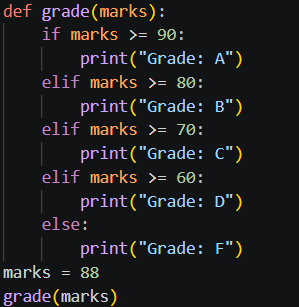 def grade(marks):
    if marks >= 90:
        print("Grade: A")
    elif marks >= 80:
        print("Grade: B")
    elif marks >= 70:
        print("Grade: C")
    elif marks >= 60:
        print("Grade: D")
    else:
        print("Grade: F")
marks = 88
grade(marks)